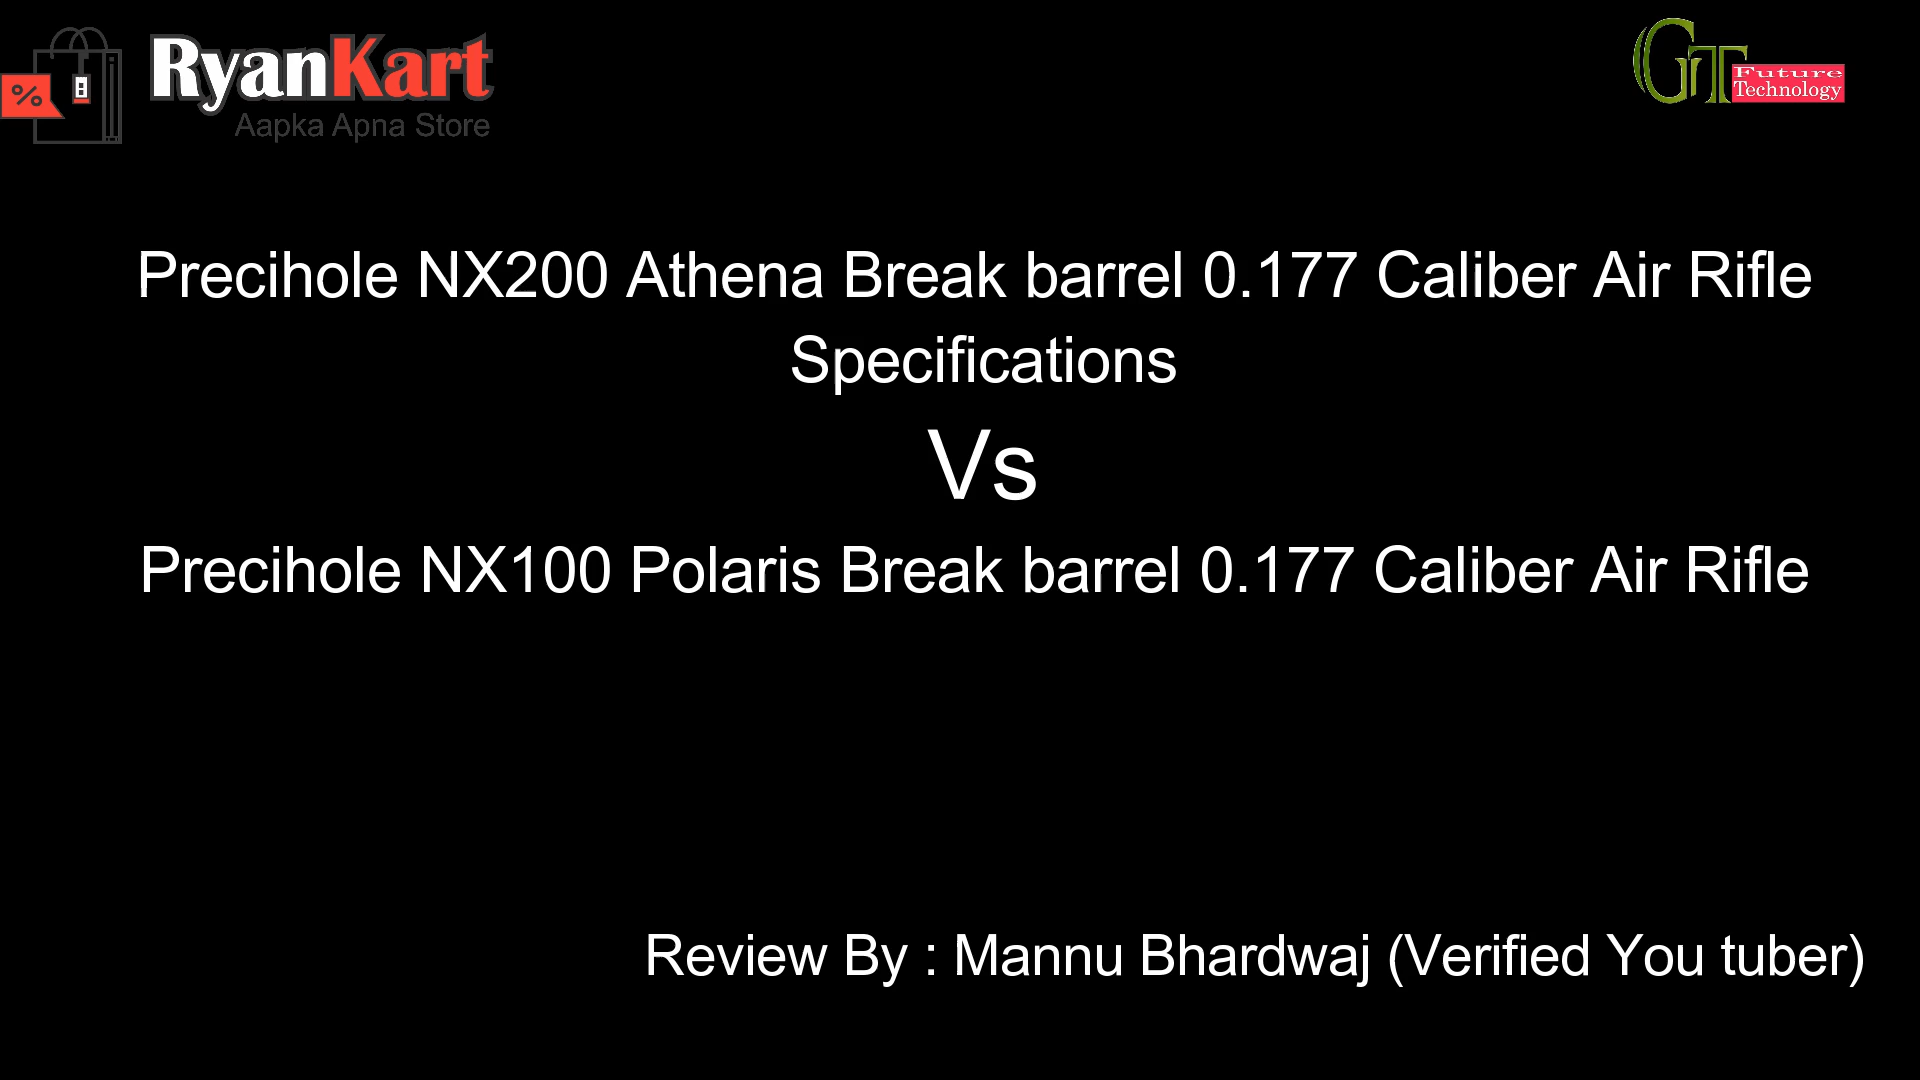 RyanKart
Aapka Apna Store
%
GT Future
Technology
Precihole NX200 Athena Break barrel 0.177 Caliber Air Rifle
Specifications
Vs
Precihole NX100 Polaris Break barrel 0.177 Caliber Air Rifle
Review By : Mannu Bhardwaj (Verified You tuber)